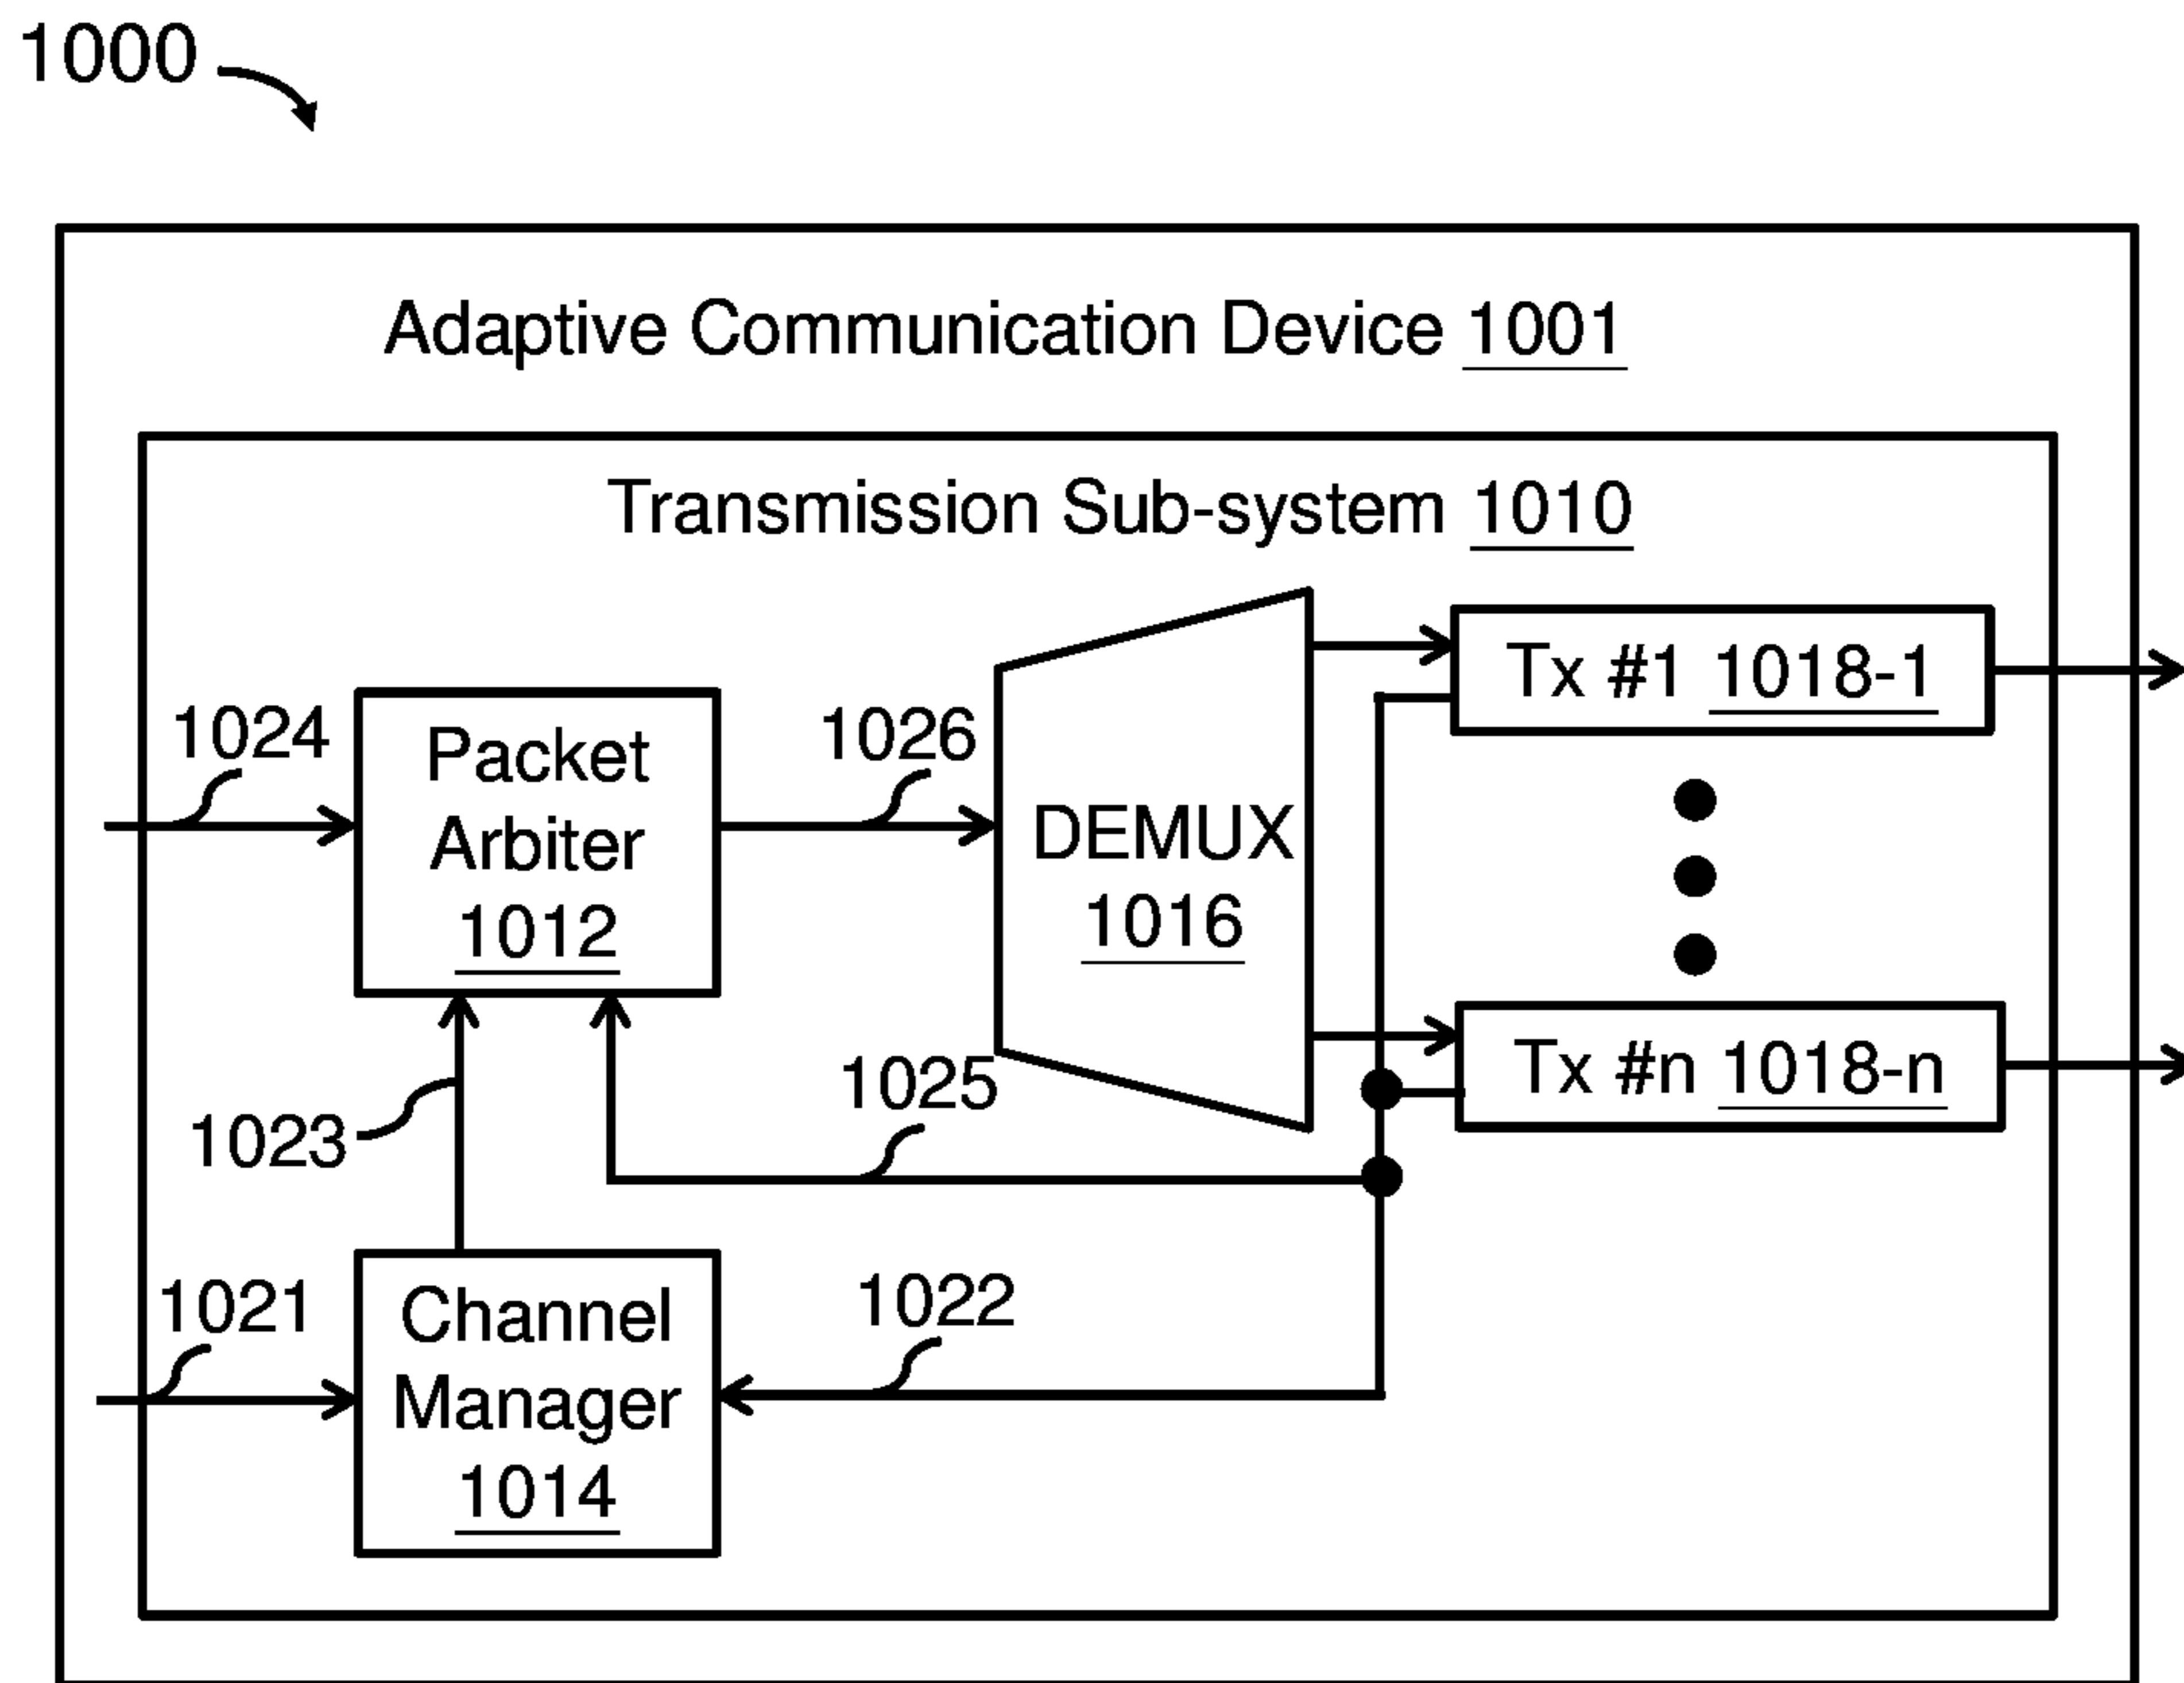 1000
Adaptive Communication Device 1001
Transmission Sub-system 1010
Tx #1 1018-1
1024
Packet
Arbiter
1012
1026
DEMUX
1016
Tx #n 1018-n
1025
1023
1021
Channel
Manager
1014
1022